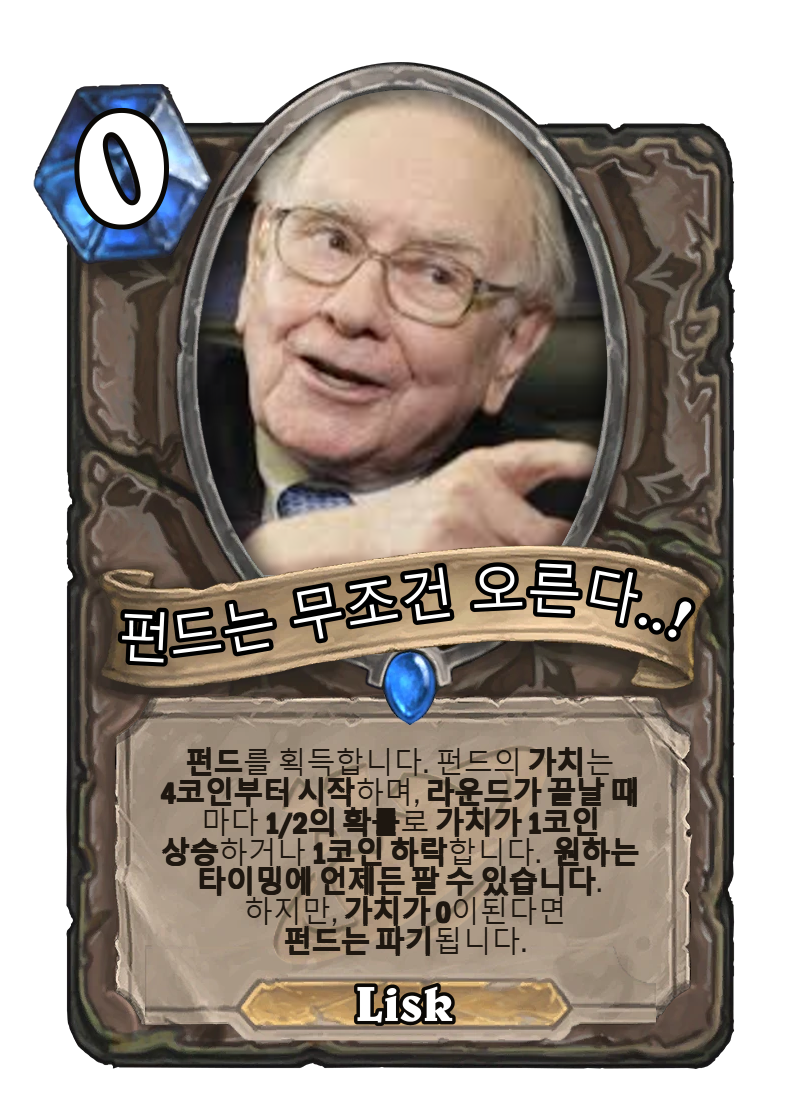 0
펀드는 무조건 오른다..!
펀드를 획득합니다. 펀드의 가치는
4코인부터 시작하며, 라운드가 끝날 때
마다 1/2의 확률로 가치가 1코인
상승하거나 1코인 하락합니다. 원하는
타이밍에 언제든 팔 수 있습니다.
하지만, 가치가 0이된다면
펀드는 파기됩니다.
Lisk